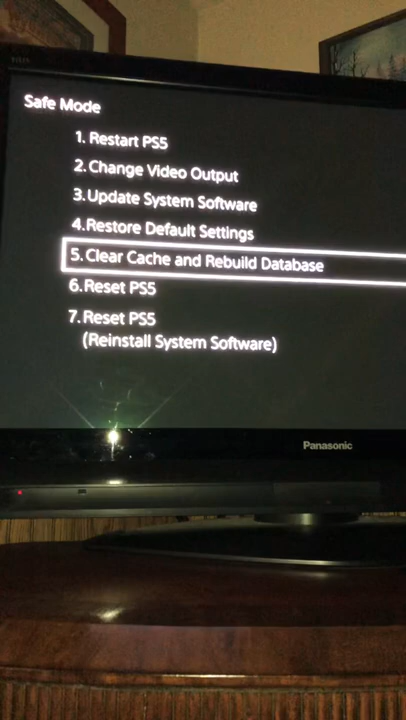 Safe Mode
1. Restart PS5
2. Change Video Output
3. Update System Software
4. Restore Default Settings
5. Clear Cache and Rebuild Database
6. Reset PS5
7. Reset PS5
(Reinstall System Software)
Panasonic